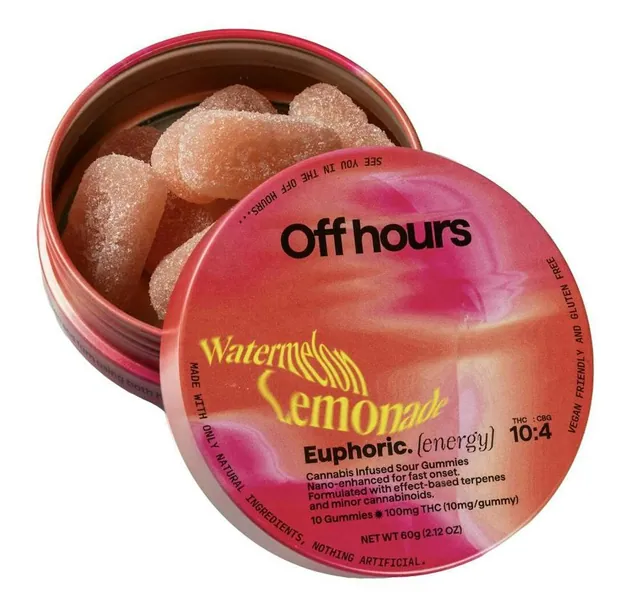 SEE YOU IN THE OFF HOURS...
Off hours
Watermelon
Lemonade
Euphoric. (energy)
THC : CBG
10:4
Cannabis Infused Sour Gummies
Nano-enhanced for fast onset.
Formulated with effect-based terpenes
and minor cannabinoids.
10 Gummies ✹ 100mg THC (10mg/gummy)
NET WT 60g (2.12 OZ)
MADE WITH ONLY NATURAL INGREDIENTS, NOTHING ARTIFICIAL.
VEGAN FRIENDLY AND GLUTEN FREE